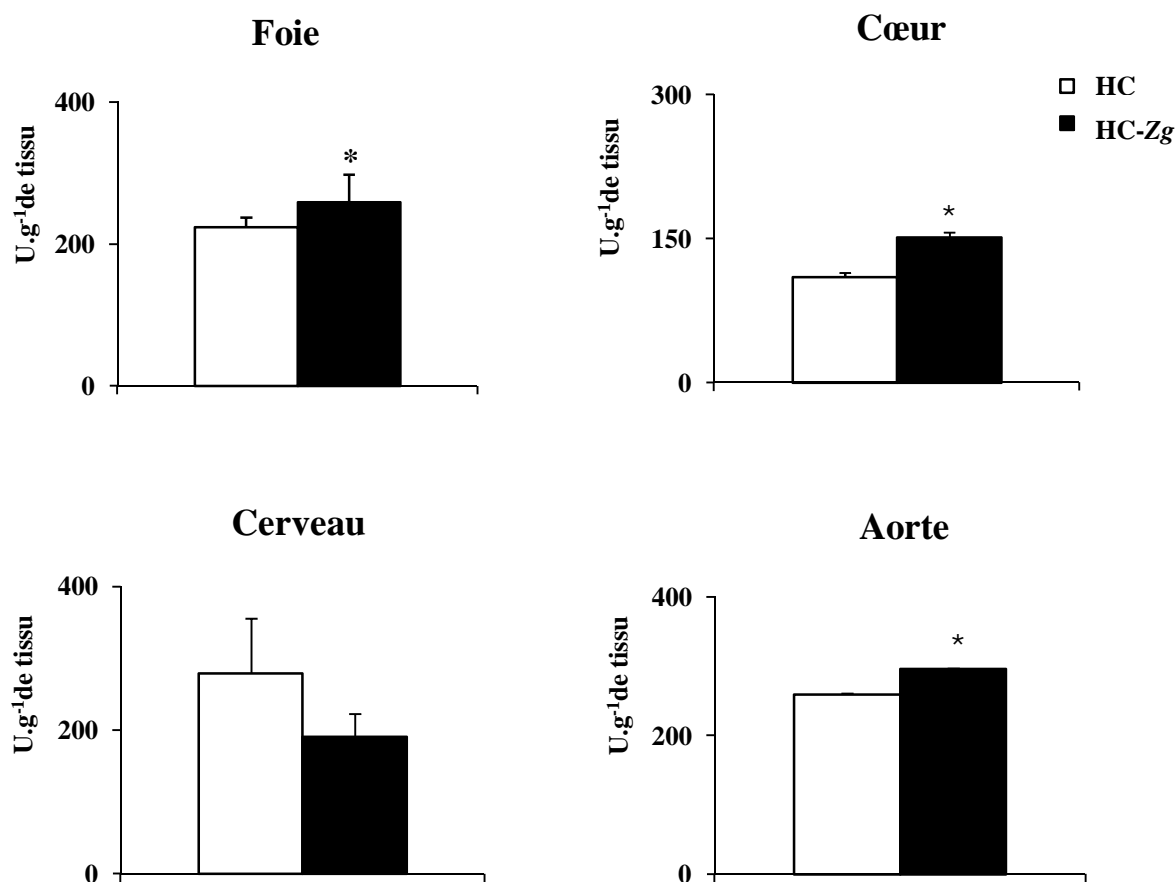 Foie
U.g⁻¹de tissu
400
200
0
*
Cœur
U.g⁻¹de tissu
300
150
0
*
HC
HC-Zg
Cerveau
U.g⁻¹de tissu
400
200
0
Aorte
U.g⁻¹de tissu
400
200
0
*